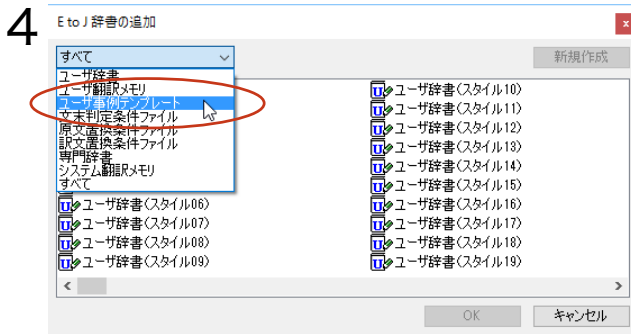 4
E to J 辞書の追加
x
すべて
新規作成
ユーザ辞書
ユーザ翻訳メモリ
ユーザ事例テンプレート
文末判定条件ファイル
原文置換条件ファイル
訳文置換条件ファイル
専門辞書
システム翻訳メモリ
すべて
ユーザ辞書(スタイル06)
ユーザ辞書(スタイル07)
ユーザ辞書(スタイル08)
ユーザ辞書(スタイル09)
ユーザ辞書(スタイル10)
ユーザ辞書(スタイル11)
ユーザ辞書(スタイル12)
ユーザ辞書(スタイル13)
ユーザ辞書(スタイル14)
ユーザ辞書(スタイル15)
ユーザ辞書(スタイル16)
ユーザ辞書(スタイル17)
ユーザ辞書(スタイル18)
ユーザ辞書(スタイル19)
OK
キャンセル